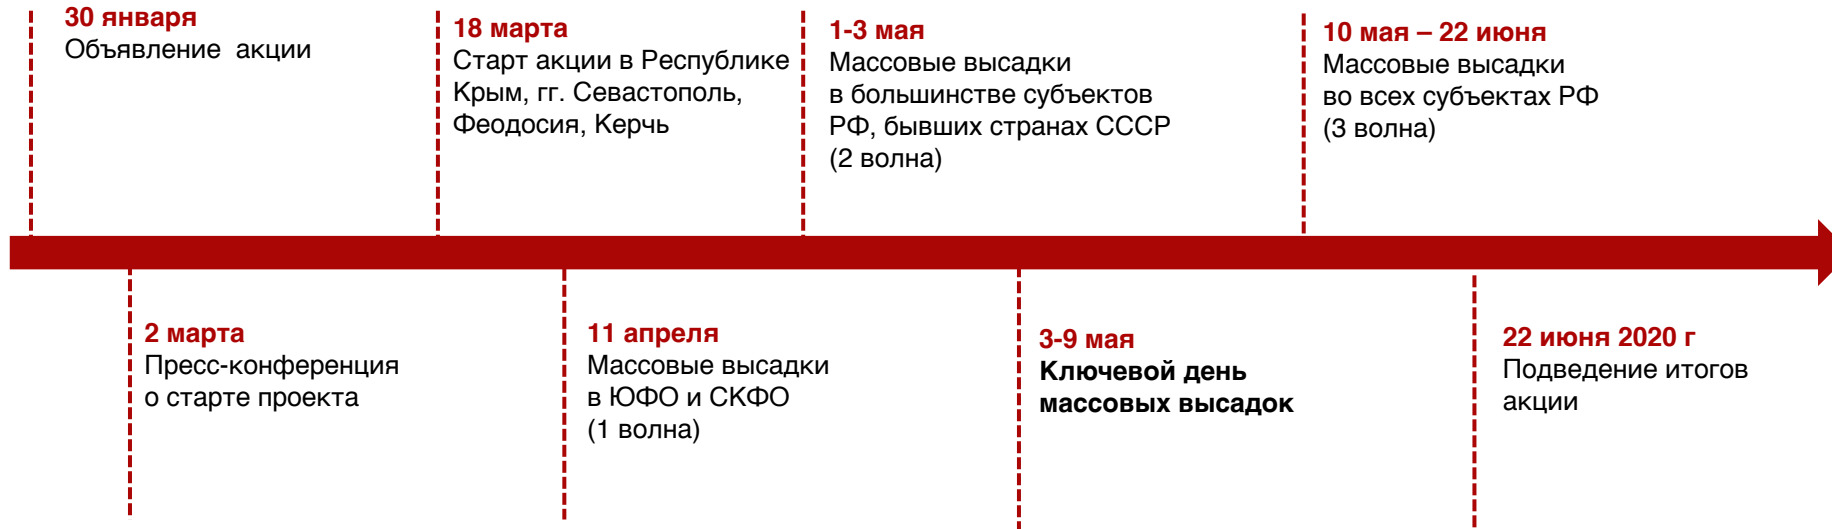 30 января
Объявление акции
18 марта
Старт акции в Республике
Крым, гг. Севастополь,
Феодосия, Керчь
1-3 мая
Массовые высадки
в большинстве субъектов
РФ, бывших странах СССР
(2 волна)
10 мая – 22 июня
Массовые высадки
во всех субъектах РФ
(3 волна)
2 марта
Пресс-конференция
о старте проекта
11 апреля
Массовые высадки
в ЮФО и СКФО
(1 волна)
3-9 мая
Ключевой день
массовых высадок
22 июня 2020 г
Подведение итогов
акции